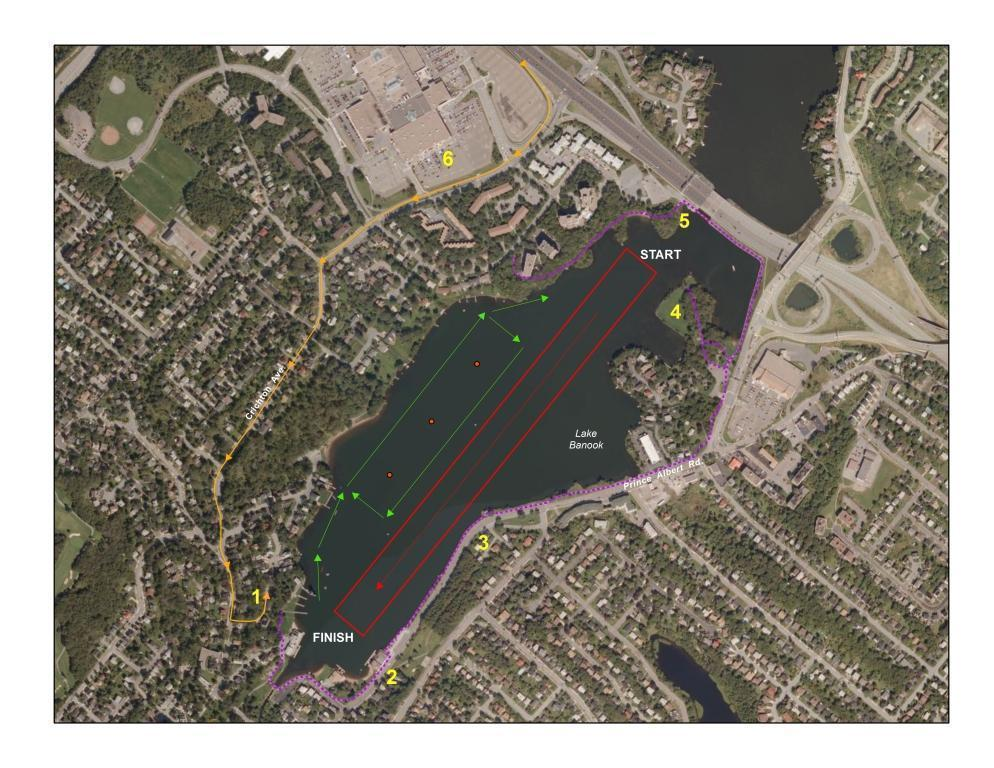 6
5
START
4
Crichton Ave.
Lake
Banook
Prince Albert Rd.
3
1
FINISH
2